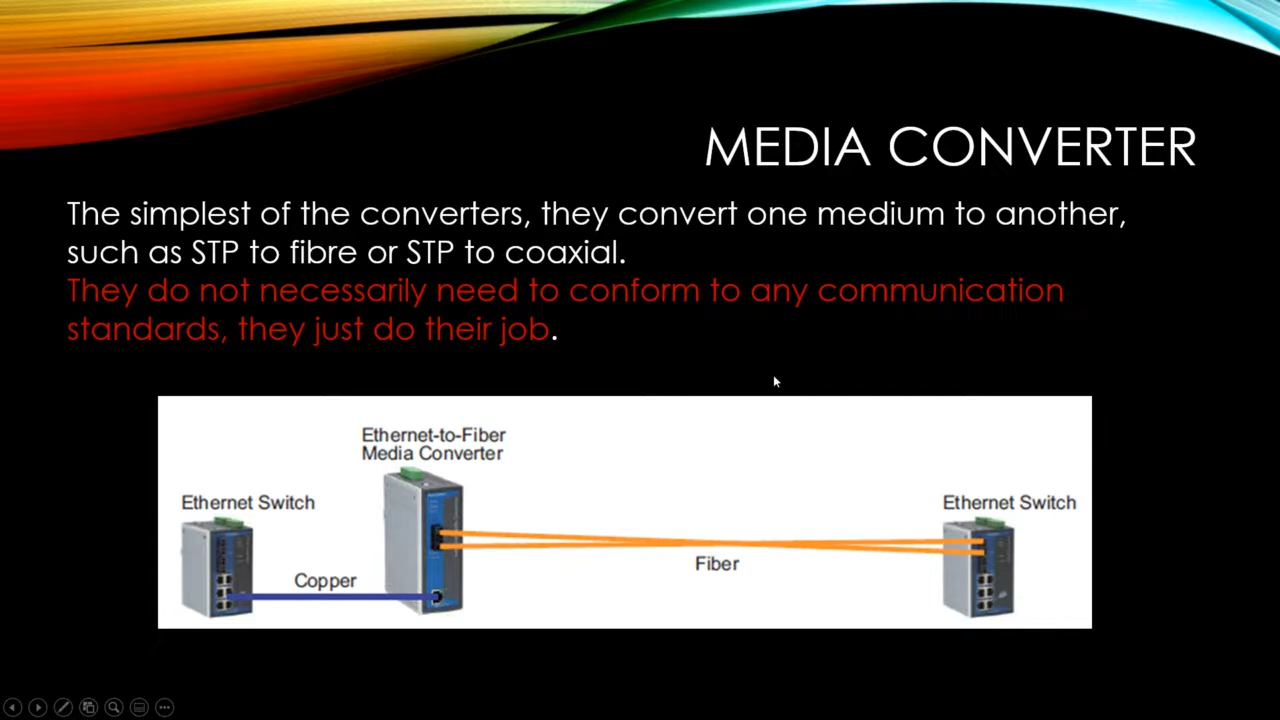 MEDIA CONVERTER
The simplest of the converters, they convert one medium to another,
such as STP to fibre or STP to coaxial.
They do not necessarily need to conform to any communication
standards, they just do their job.
Ethernet-to-Fiber
Media Converter
Ethernet Switch
Ethernet Switch
Copper
Fiber